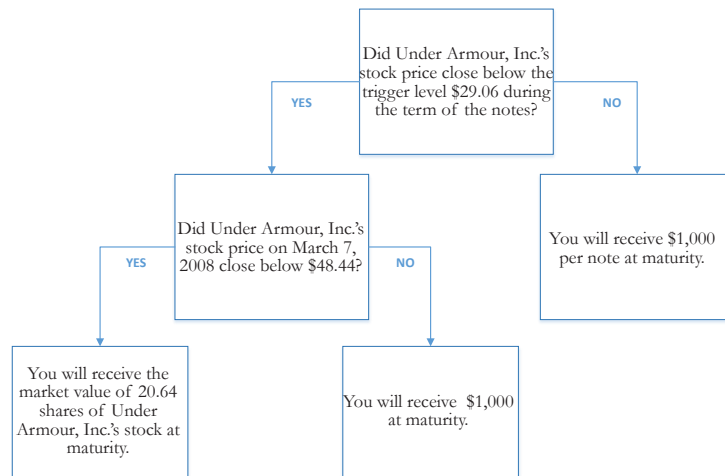 Did Under Armour, Inc.'s
stock price close below the
trigger level $29.06 during
the term of the notes?
YES
NO
Did Under Armour, Inc.'s
stock price on March 7,
2008 close below $48.44?
You will receive $1,000
per note at maturity.
YES
NO
You will receive the
market value of 20.64
shares of Under
Armour, Inc.'s stock at
maturity.
You will receive $1,000
at maturity.